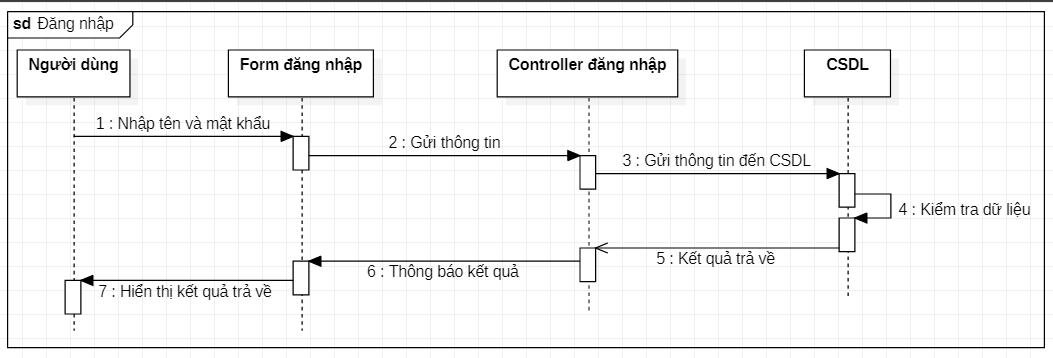 sd Đăng nhập
Người dùng
Form đăng nhập
Controller đăng nhập
CSDL
1 : Nhập tên và mật khẩu
2 : Gửi thông tin
3 : Gửi thông tin đến CSDL
4 : Kiểm tra dữ liệu
5 : Kết quả trả về
6 : Thông báo kết quả
7 : Hiển thị kết quả trả về